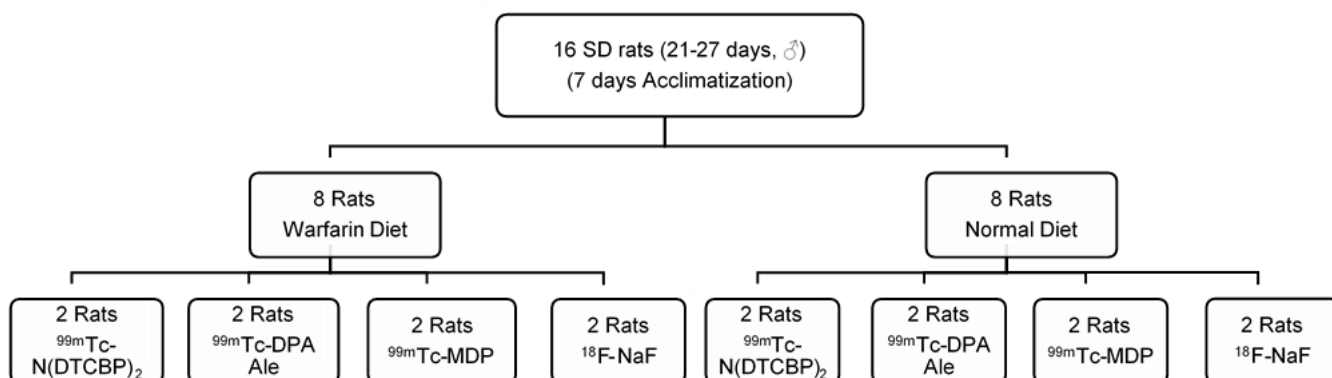 16 SD rats (21-27 days, ♂)
(7 days Acclimatization)
8 Rats
Warfarin Diet
8 Rats
Normal Diet
2 Rats
⁹⁹ᵐTc-
N(DTCBP)₂
2 Rats
⁹⁹ᵐTc-DPA
Ale
2 Rats
⁹⁹ᵐTc-MDP
2 Rats
¹⁸F-NaF
2 Rats
⁹⁹ᵐTc-
N(DTCBP)₂
2 Rats
⁹⁹ᵐTc-DPA
Ale
2 Rats
⁹⁹ᵐTc-MDP
2 Rats
¹⁸F-NaF